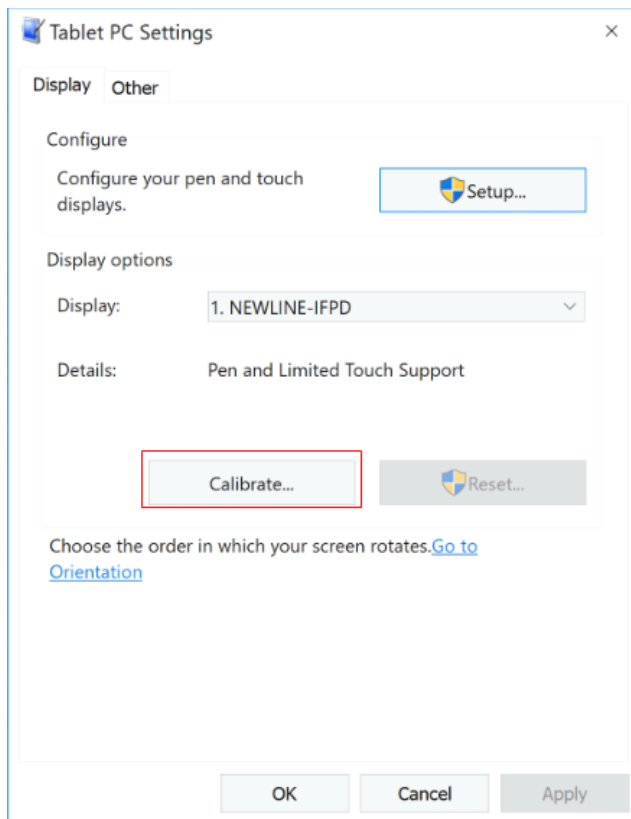 Tablet PC Settings
Display Other
Configure
Configure your pen and touch
displays.
Setup...
Display options
Display: 1. NEWLINE-IFPD
Details: Pen and Limited Touch Support
Calibrate... Reset...
Choose the order in which your screen rotates.Go to
Orientation
OK Cancel Apply